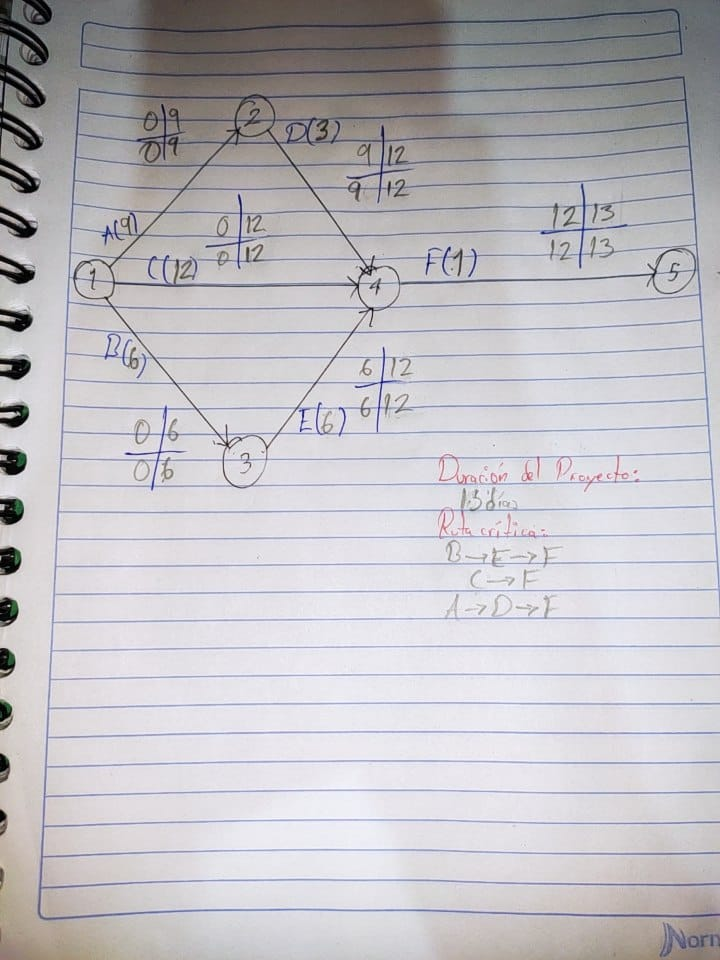 0|9
0|9
2
D(3)
9|12
9|12
A(9)
0|12
0|12
12|13
12|13
1
C(12)
4
F(1)
5
B(6)
6|12
6|12
0|6
0|6
3
E(6)
Duración del Proyecto:
13 días
Ruta crítica:
B→E→F
C→F
A→D→F
Norm